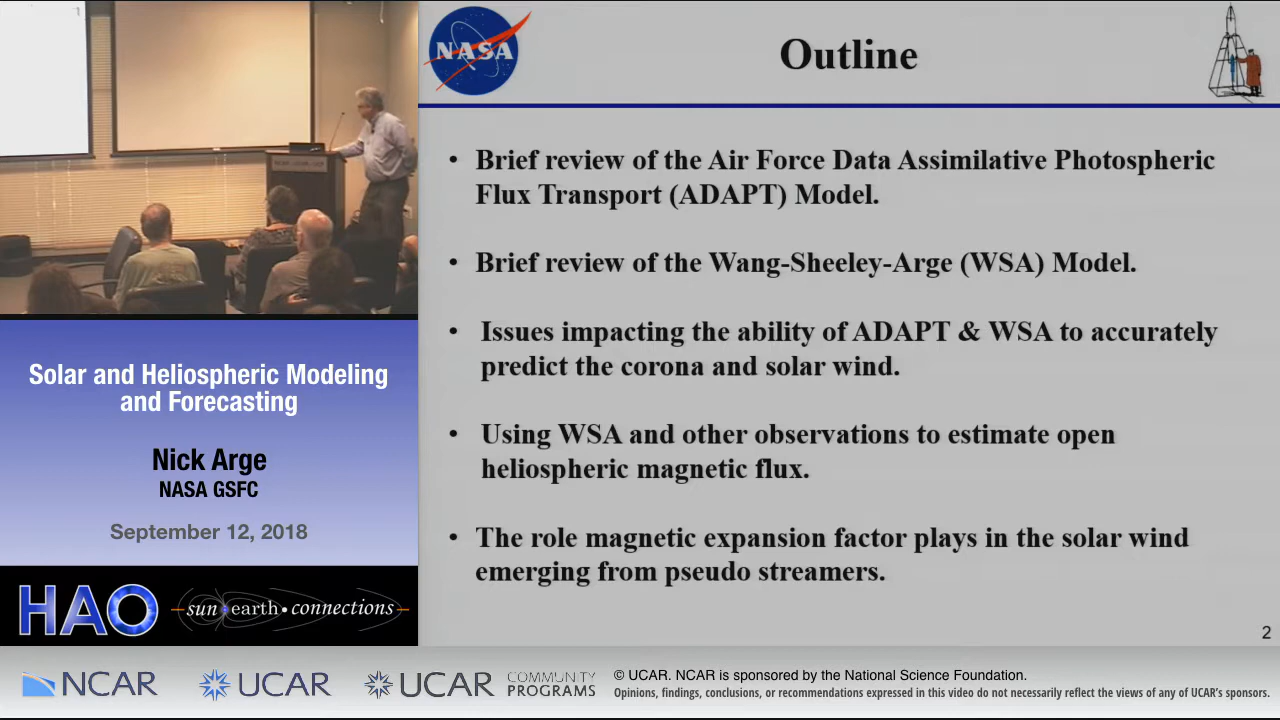 NASA
Outline
• Brief review of the Air Force Data Assimilative Photospheric
Flux Transport (ADAPT) Model.
• Brief review of the Wang-Sheeley-Arge (WSA) Model.
• Issues impacting the ability of ADAPT & WSA to accurately
predict the corona and solar wind.
• Using WSA and other observations to estimate open
heliospheric magnetic flux.
• The role magnetic expansion factor plays in the solar wind
emerging from pseudo streamers.
2
Solar and Heliospheric Modeling
and Forecasting
Nick Arge
NASA GSFC
September 12, 2018
HAO
sun•earth•connections
NCAR
UCAR
UCAR
COMMUNITY
PROGRAMS
© UCAR. NCAR is sponsored by the National Science Foundation.
Opinions, findings, conclusions, or recommendations expressed in this video do not necessarily reflect the views of any of UCAR's sponsors.